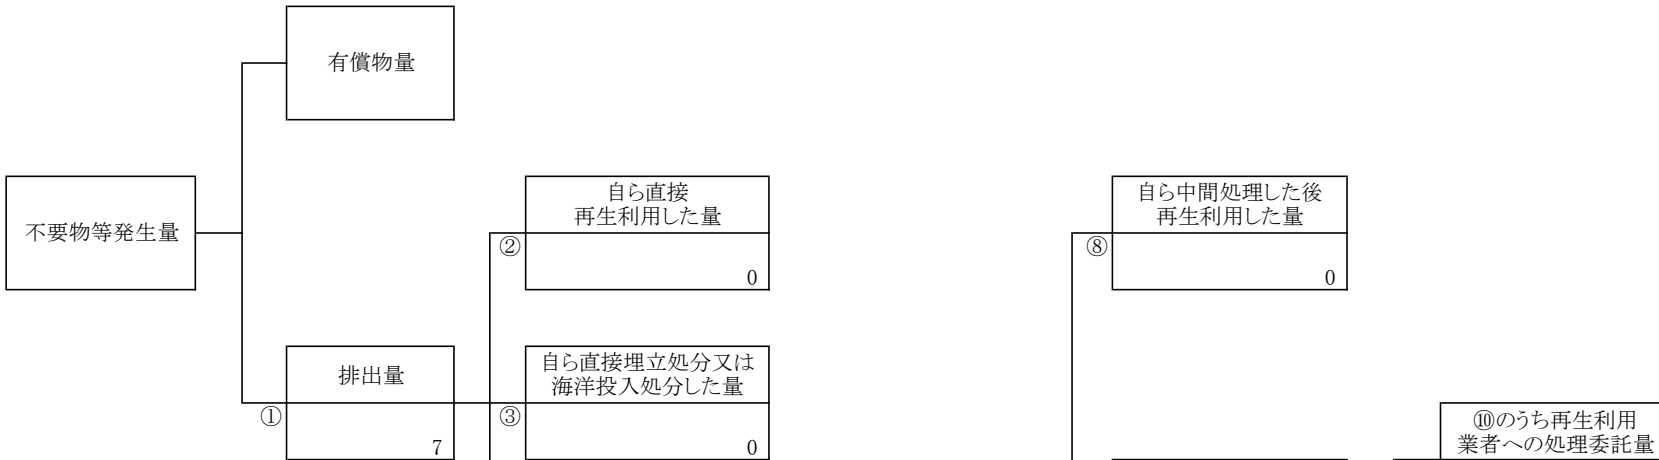 有償物量
不要物等発生量
自ら直接
再生利用した量
②
0
自ら中間処理した後
再生利用した量
⑧
0
排出量
①
7
自ら直接埋立処分又は
海洋投入処分した量
③
0
⑩のうち再生利用
業者への処理委託量